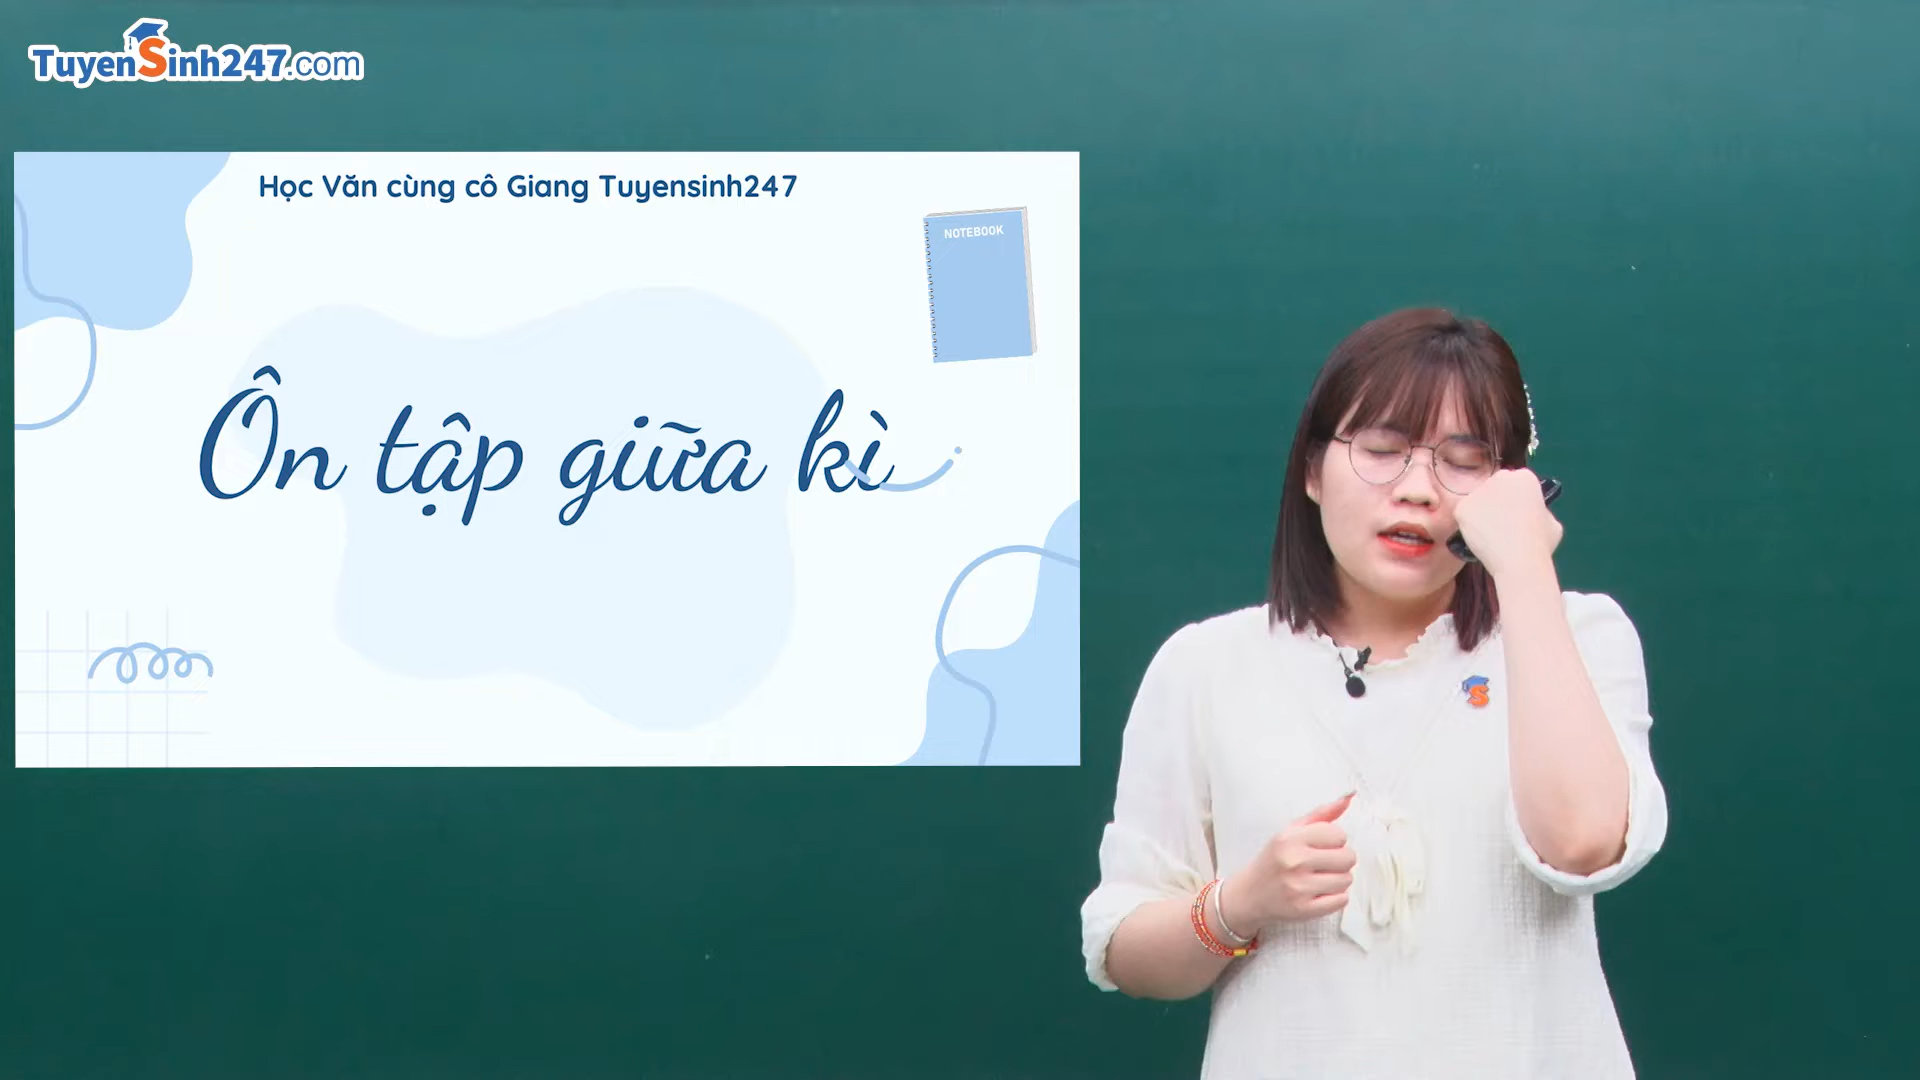 TuyenSinh247.com
Học Văn cùng cô Giang Tuyensinh247
NOTEBOOK
Ôn tập giữa kì